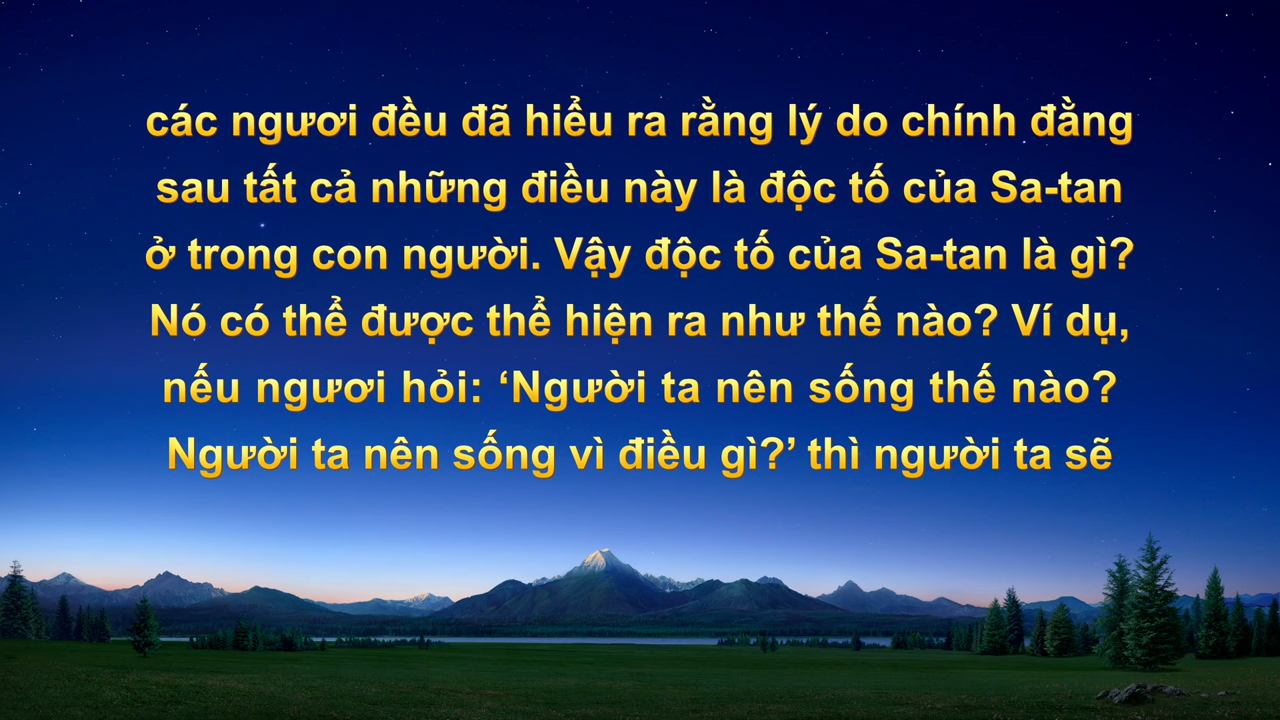 các ngươi đều đã hiểu ra rằng lý do chính đằng
sau tất cả những điều này là độc tố của Sa-tan
ở trong con người. Vậy độc tố của Sa-tan là gì?
Nó có thể được thể hiện ra như thế nào? Ví dụ,
nếu ngươi hỏi: ‘Người ta nên sống thế nào?
Người ta nên sống vì điều gì?’ thì người ta sẽ